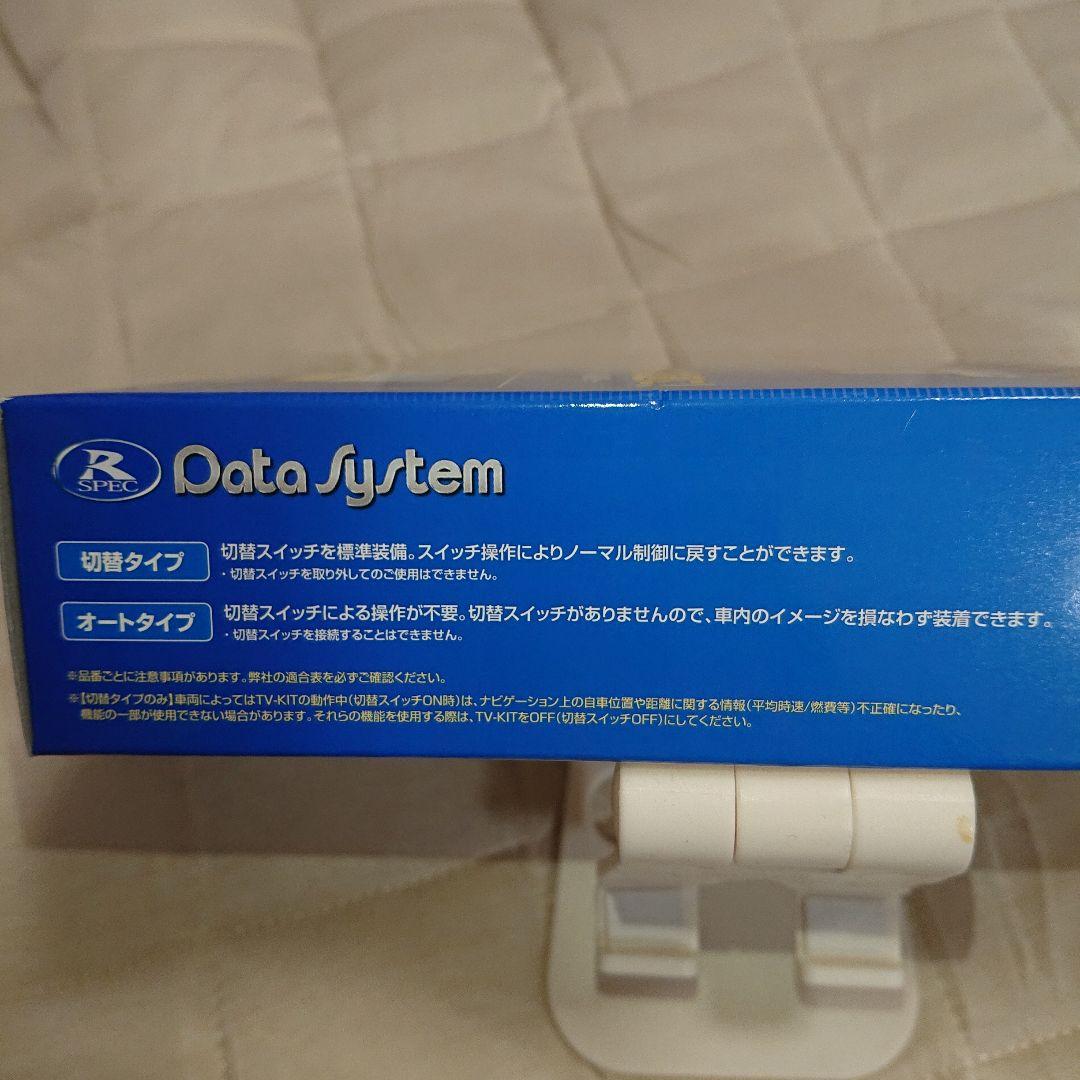 R SPEC Data System
切替タイプ 切替スイッチを標準装備。スイッチ操作によりノーマル制御に戻すことができます。
・切替スイッチを取り外してのご使用はできません。
オートタイプ 切替スイッチによる操作が不要。切替スイッチがありませんので、車内のイメージを損なわず装着できます。
・切替スイッチを接続することはできません。
※品番ごとに注意事項があります。弊社の適合表を必ずご確認ください。
※【切替タイプのみ】車両によってはTV-KITの動作中(切替スイッチON時)は、ナビゲーション上の自車位置や距離に関する情報(平均時速/燃費等)不正確になったり、
機能の一部が使用できない場合があります。それらの機能を使用する際は、TV-KITをOFF(切替スイッチOFF)にしてください。